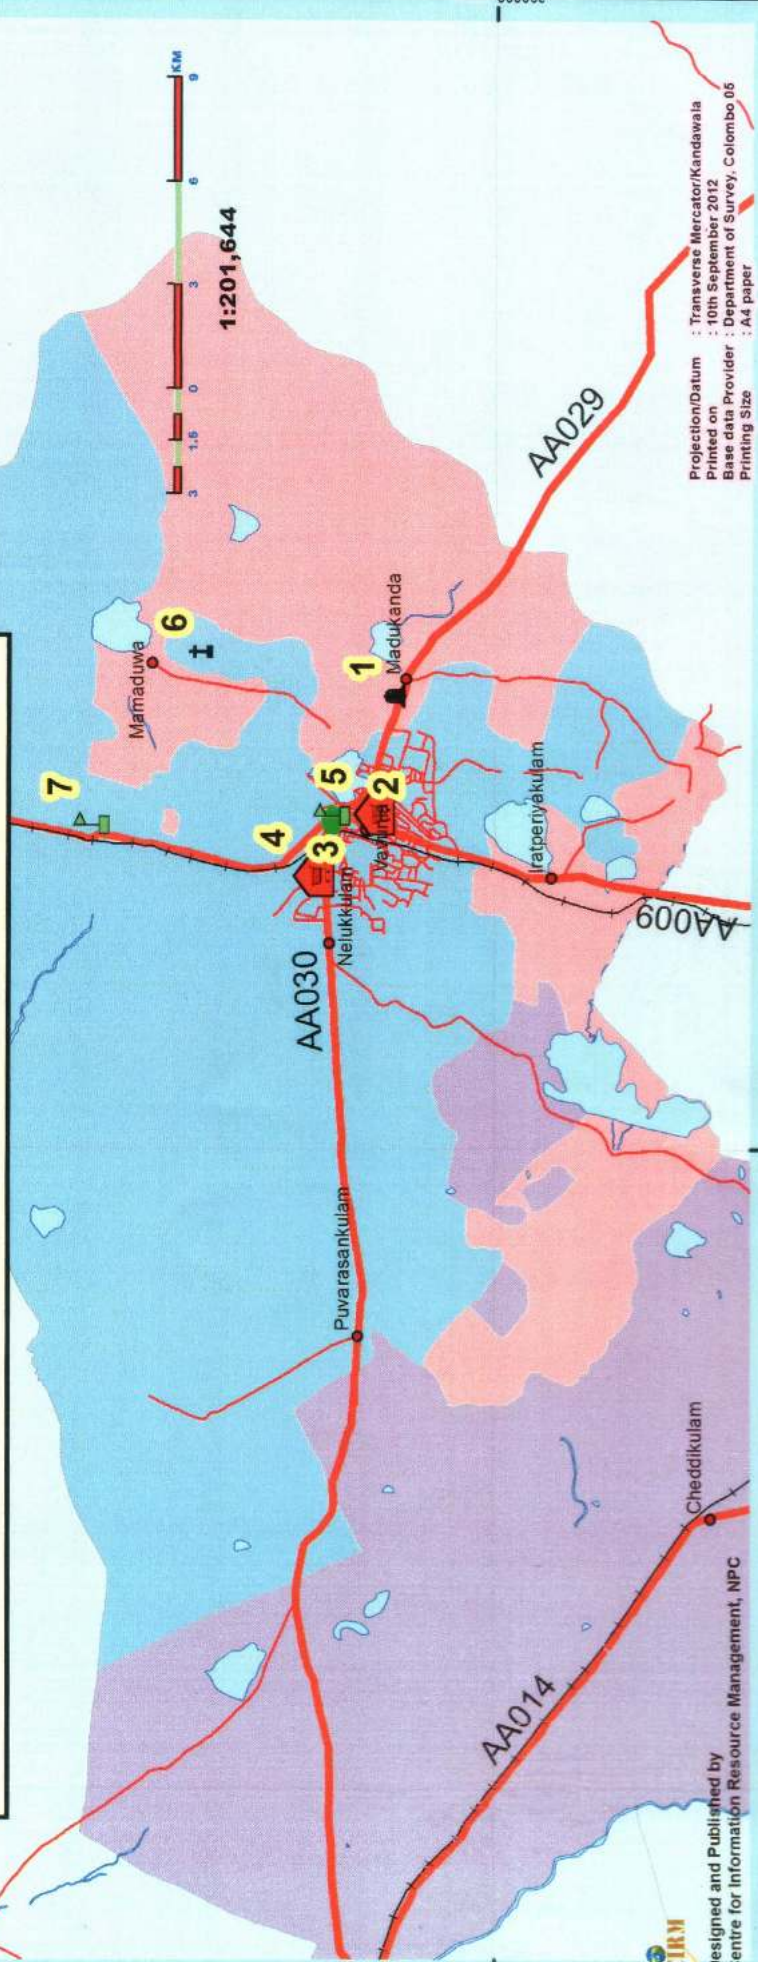 7
Mamaduwa
6
KM
3
1.5
0
3
6
9
1:201,644
4
5
3
2
1
Madukanda
Nelukkulam
AA030
Puvarasankulam
AA029
Iratperiyakulam
AA009
AA014
Cheddikulam
Projection/Datum : Transverse Mercator/Kandawala
Printed on : 10th September 2012
Base data Provider : Department of Survey, Colombo 05
Printing Size : A4 paper
IRM
esigned and Published by
entre for Information Resource Management, NPC